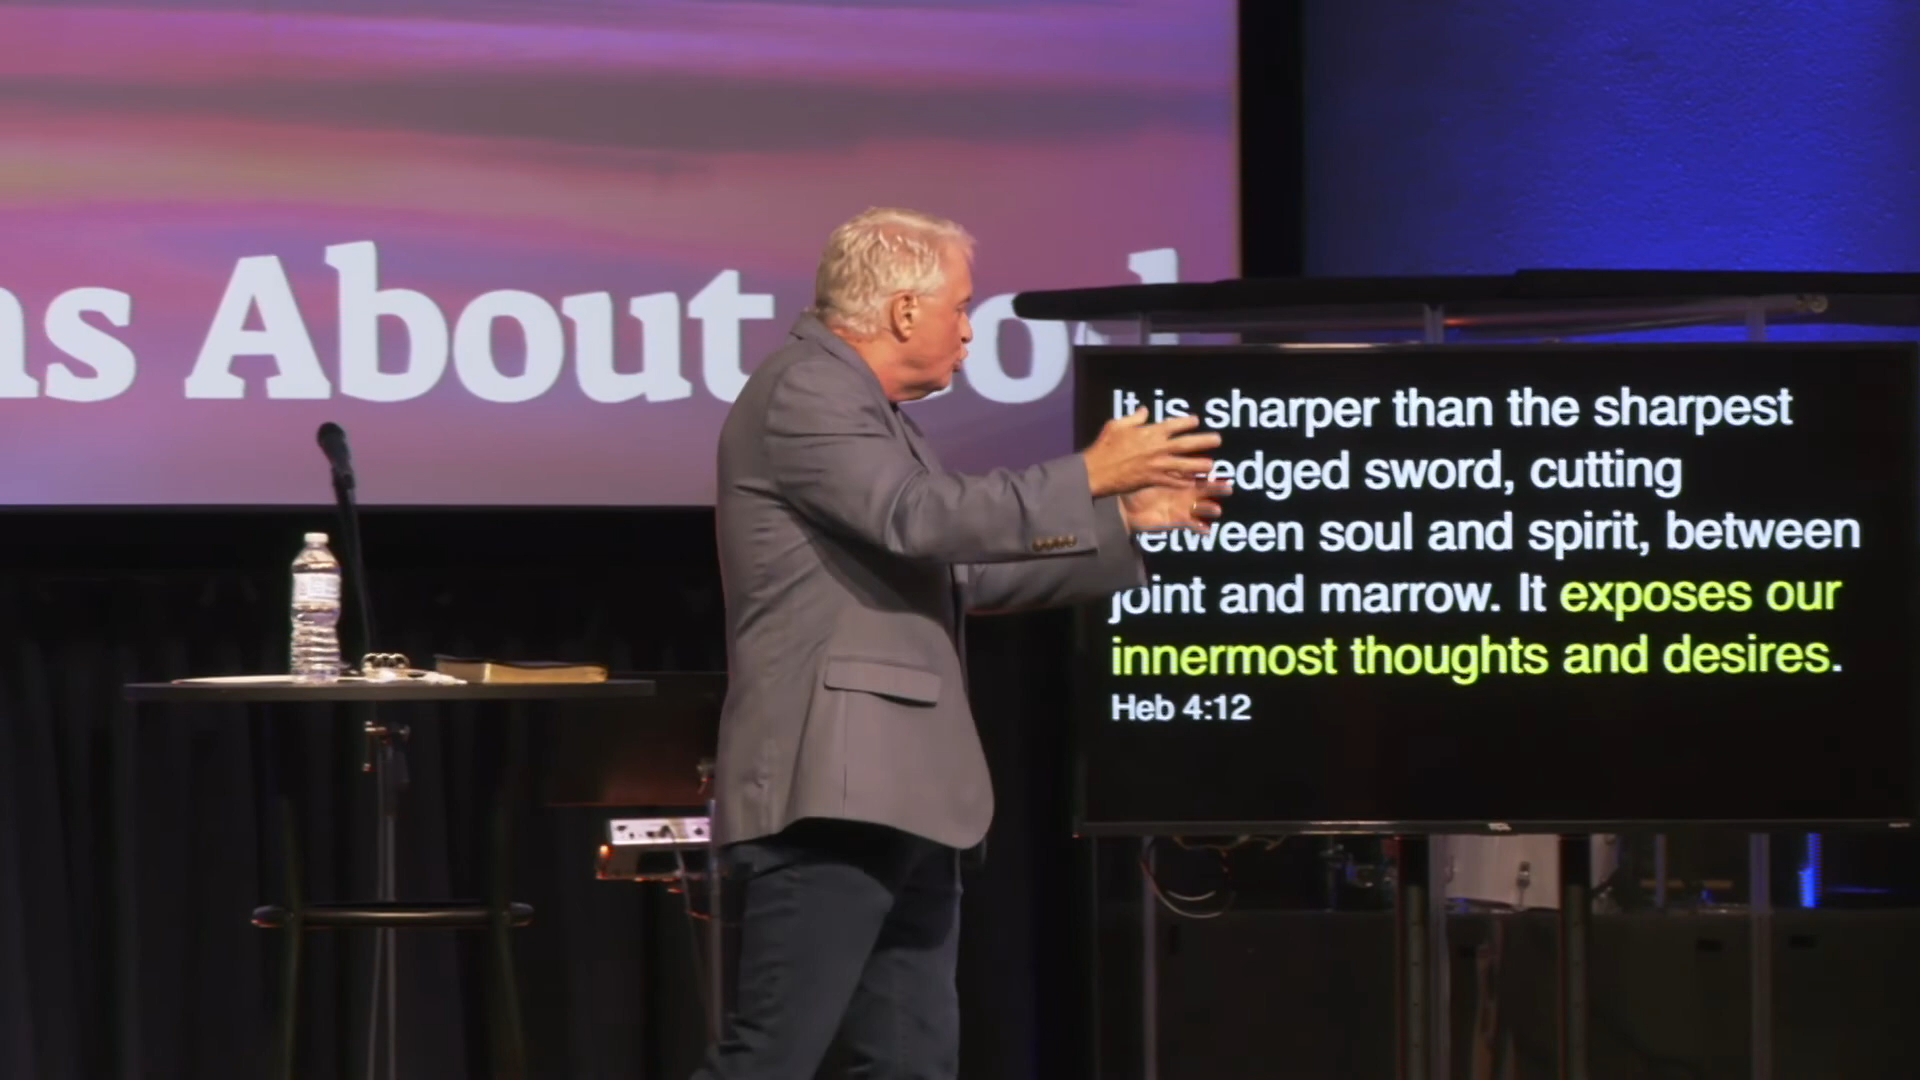 About
It is sharper than the sharpest
edged sword, cutting
between soul and spirit, between
joint and marrow. It exposes our
innermost thoughts and desires.
Heb 4:12